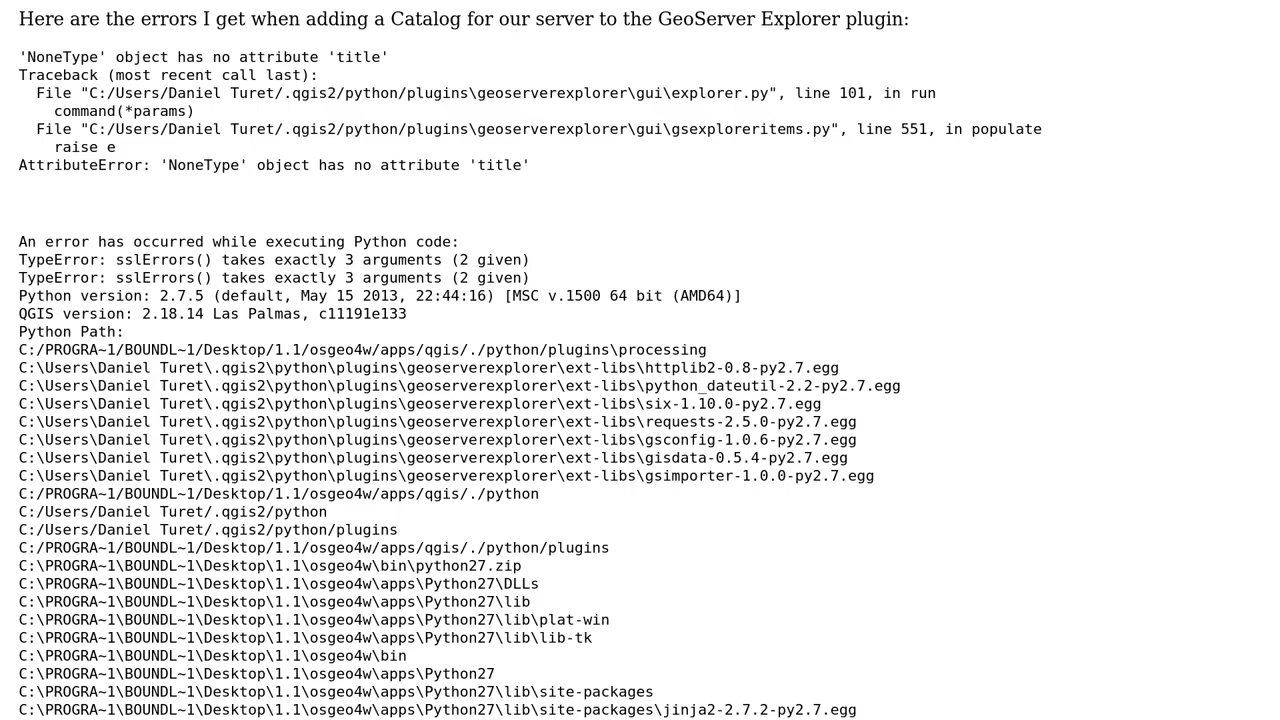 Here are the errors I get when adding a Catalog for our server to the GeoServer Explorer plugin:
'NoneType' object has no attribute 'title'
Traceback (most recent call last):
  File "C:/Users/Daniel Turet/.qgis2/python/plugins\geoserverexplorer\gui\explorer.py", line 101, in run
    command(*params)
  File "C:/Users/Daniel Turet/.qgis2/python/plugins\geoserverexplorer\gui\gsexploreritems.py", line 551, in populate
    raise e
AttributeError: 'NoneType' object has no attribute 'title'
An error has occurred while executing Python code:
TypeError: sslErrors() takes exactly 3 arguments (2 given)
TypeError: sslErrors() takes exactly 3 arguments (2 given)
Python version: 2.7.5 (default, May 15 2013, 22:44:16) [MSC v.1500 64 bit (AMD64)]
QGIS version: 2.18.14 Las Palmas, c11191e133
Python Path:
C:/PROGRA~1/BOUNDL~1/Desktop/1.1/osgeo4w/apps/qgis/./python/plugins\processing
C:\Users\Daniel Turet\.qgis2\python\plugins\geoserverexplorer\ext-libs\httplib2-0.8-py2.7.egg
C:\Users\Daniel Turet\.qgis2\python\plugins\geoserverexplorer\ext-libs\python_dateutil-2.2-py2.7.egg
C:\Users\Daniel Turet\.qgis2\python\plugins\geoserverexplorer\ext-libs\six-1.10.0-py2.7.egg
C:\Users\Daniel Turet\.qgis2\python\plugins\geoserverexplorer\ext-libs\requests-2.5.0-py2.7.egg
C:\Users\Daniel Turet\.qgis2\python\plugins\geoserverexplorer\ext-libs\gsconfig-1.0.6-py2.7.egg
C:\Users\Daniel Turet\.qgis2\python\plugins\geoserverexplorer\ext-libs\gisdata-0.5.4-py2.7.egg
C:\Users\Daniel Turet\.qgis2\python\plugins\geoserverexplorer\ext-libs\gsimporter-1.0.0-py2.7.egg
C:/PROGRA~1/BOUNDL~1/Desktop/1.1/osgeo4w/apps/qgis/./python
C:/Users/Daniel Turet/.qgis2/python
C:/Users/Daniel Turet/.qgis2/python/plugins
C:/PROGRA~1/BOUNDL~1/Desktop/1.1/osgeo4w/apps/qgis/./python/plugins
C:\PROGRA~1\BOUNDL~1\Desktop\1.1\osgeo4w\bin\python27.zip
C:\PROGRA~1\BOUNDL~1\Desktop\1.1\osgeo4w\apps\Python27\DLLs
C:\PROGRA~1\BOUNDL~1\Desktop\1.1\osgeo4w\apps\Python27\lib
C:\PROGRA~1\BOUNDL~1\Desktop\1.1\osgeo4w\apps\Python27\lib\plat-win
C:\PROGRA~1\BOUNDL~1\Desktop\1.1\osgeo4w\apps\Python27\lib\lib-tk
C:\PROGRA~1\BOUNDL~1\Desktop\1.1\osgeo4w\bin
C:\PROGRA~1\BOUNDL~1\Desktop\1.1\osgeo4w\apps\Python27
C:\PROGRA~1\BOUNDL~1\Desktop\1.1\osgeo4w\apps\Python27\lib\site-packages
C:\PROGRA~1\BOUNDL~1\Desktop\1.1\osgeo4w\apps\Python27\lib\site-packages\jinja2-2.7.2-py2.7.egg